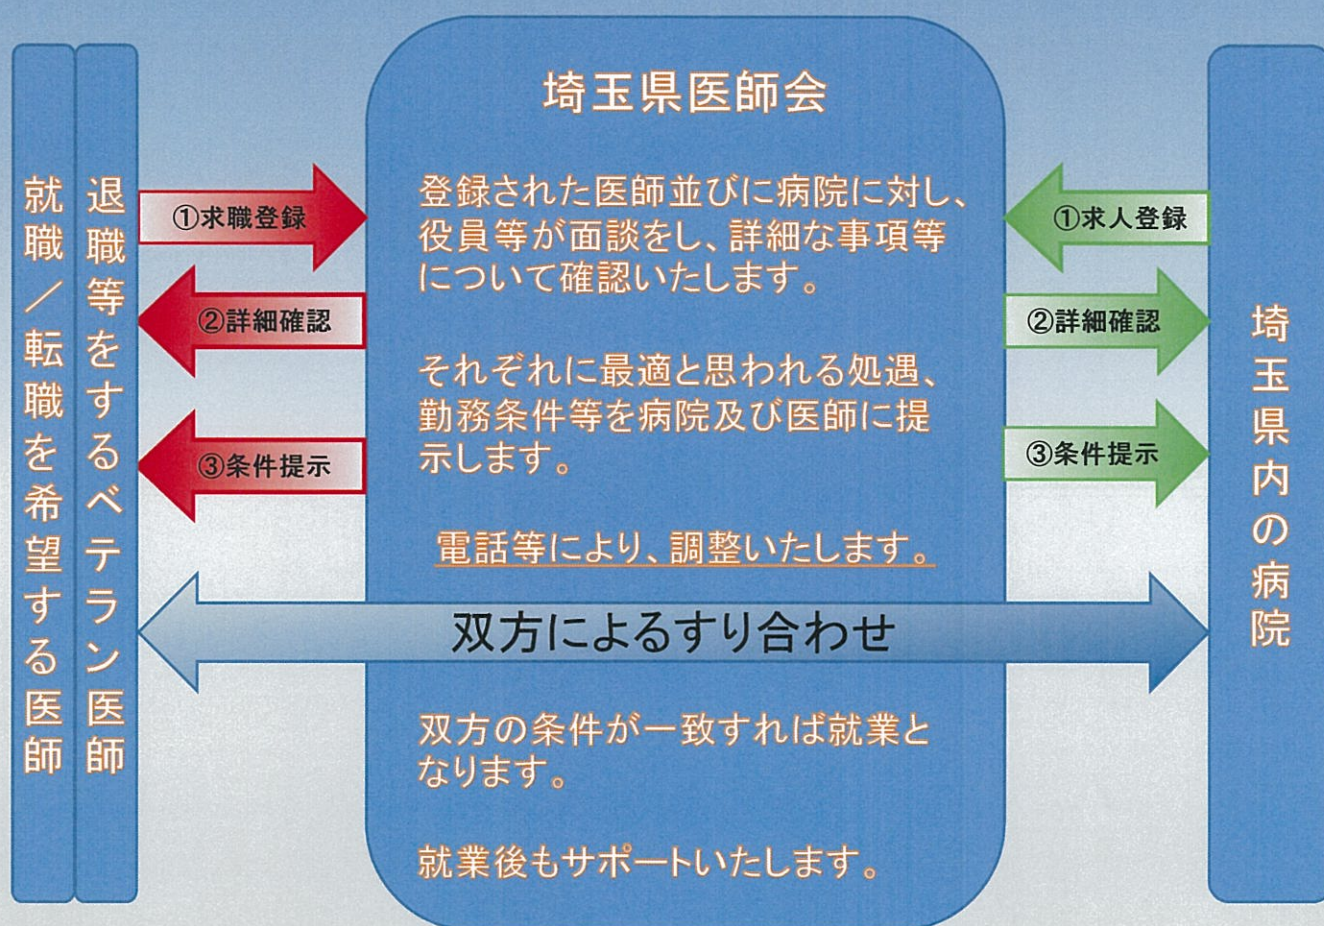 埼玉県医師会
退職等をするベテラン医師
就職／転職を希望する医師
①求職登録
②詳細確認
③条件提示
登録された医師並びに病院に対し、
役員等が面談をし、詳細な事項等
について確認いたします。
それぞれに最適と思われる処遇、
勤務条件等を病院及び医師に提
示します。
電話等により、調整いたします。
双方によるすり合わせ
双方の条件が一致すれば就業と
なります。
就業後もサポートいたします。
①求人登録
②詳細確認
③条件提示
埼玉県内の病院